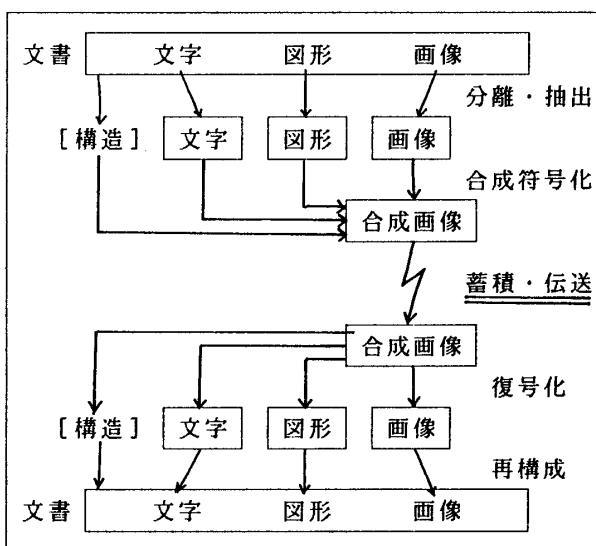 文書 文字 図形 画像
分離・抽出
[構造] 文字 図形 画像
合成符号化
合成画像
蓄積・伝送
合成画像
復号化
[構造] 文字 図形 画像
再構成
文書 文字 図形 画像